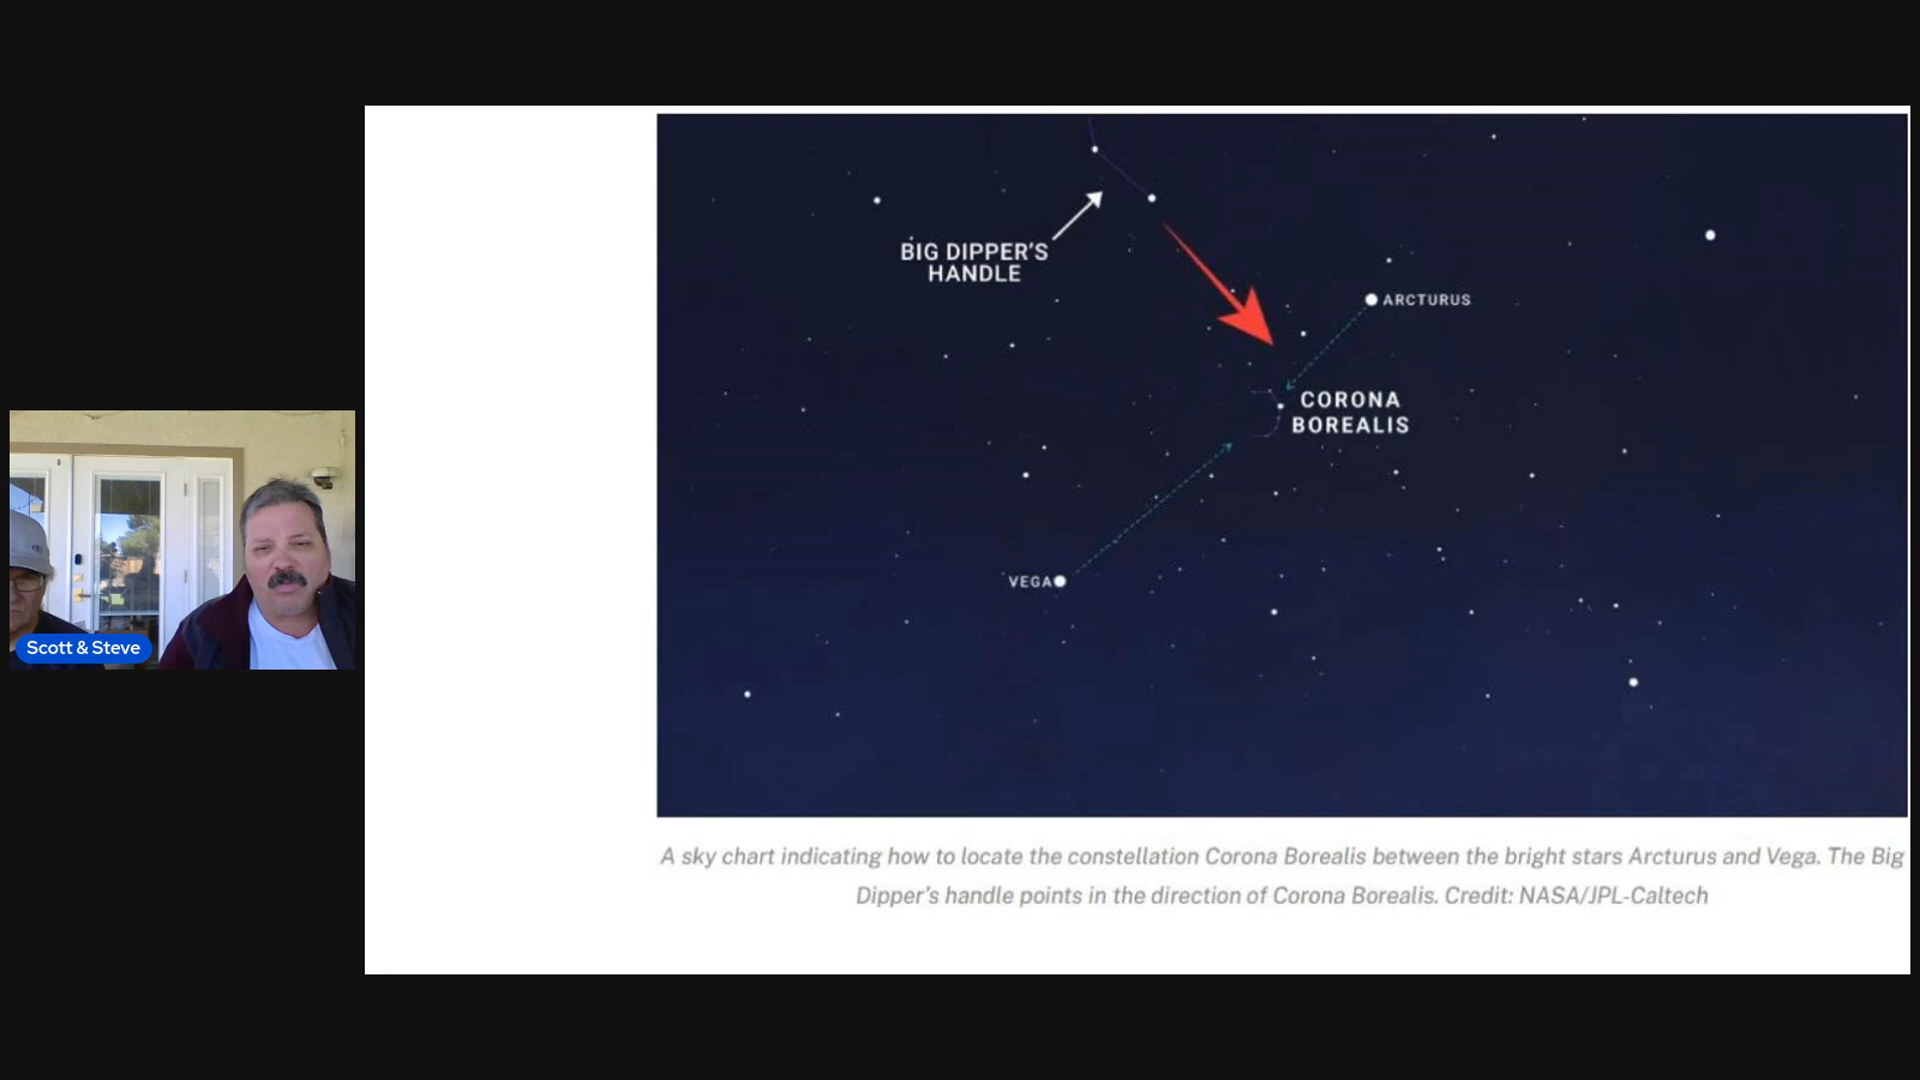 BIG DIPPER'S
HANDLE
ARCTURUS
CORONA
BOREALIS
VEGA
Scott & Steve
A sky chart indicating how to locate the constellation Corona Borealis between the bright stars Arcturus and Vega. The Big
Dipper's handle points in the direction of Corona Borealis. Credit: NASA/JPL-Caltech